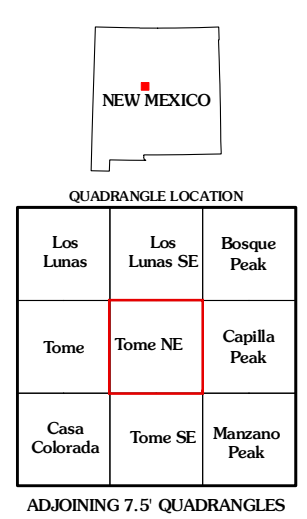 NEW MEXICO
QUADRANGLE LOCATION
Los
Lunas
Los
Lunas SE
Bosque
Peak
Tome
Tome NE
Capilla
Peak
Casa
Colorada
Tome SE
Manzano
Peak
ADJOINING 7.5' QUADRANGLES